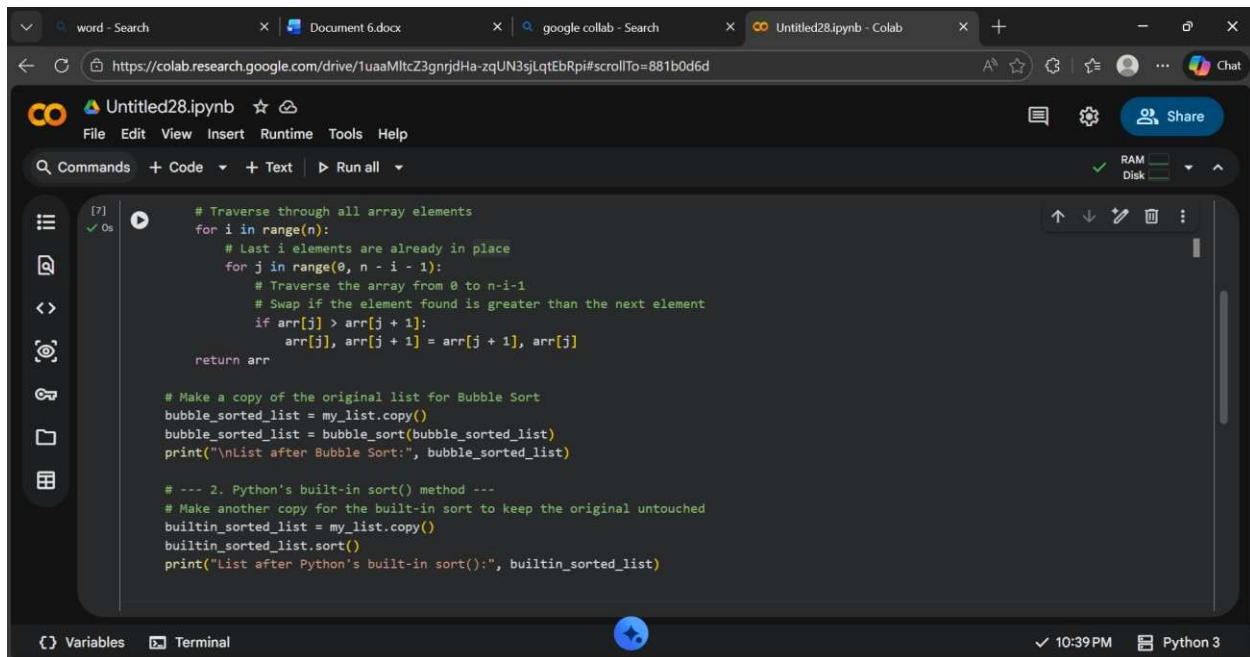 word - Search
Document 6.docx
google collab - Search
Untitled28.ipynb - Colab
https://colab.research.google.com/drive/1uaaMltcZ3gnrjdHa-zqUN3sjLqtEbRpi#scrollTo=881b0d6d
Chat
Untitled28.ipynb
File Edit View Insert Runtime Tools Help
Share
Commands + Code + Text Run all
RAM
Disk
[7]
0s
# Traverse through all array elements
for i in range(n):
# Last i elements are already in place
for j in range(0, n - i - 1):
# Traverse the array from 0 to n-i-1
# Swap if the element found is greater than the next element
if arr[j] > arr[j + 1]:
arr[j], arr[j + 1] = arr[j + 1], arr[j]
return arr
# Make a copy of the original list for Bubble Sort
bubble_sorted_list = my_list.copy()
bubble_sorted_list = bubble_sort(bubble_sorted_list)
print("\nList after Bubble Sort:", bubble_sorted_list)
# --- 2. Python's built-in sort() method ---
# Make another copy for the built-in sort to keep the original untouched
builtin_sorted_list = my_list.copy()
builtin_sorted_list.sort()
print("List after Python's built-in sort():", builtin_sorted_list)
{} Variables Terminal
10:39 PM Python 3